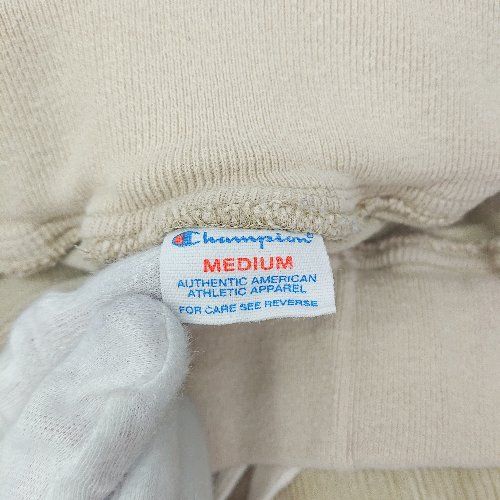 Champion
MEDIUM
AUTHENTIC AMERICAN
ATHLETIC APPAREL
FOR CARE SEE REVERSE